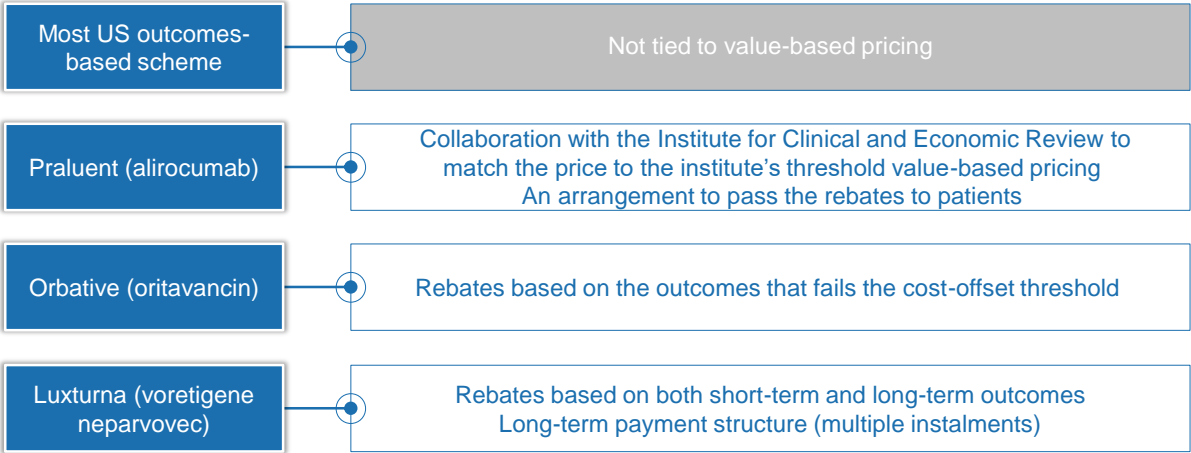 Most US outcomes-
based scheme
Not tied to value-based pricing
Praluent (alirocumab)
Collaboration with the Institute for Clinical and Economic Review to
match the price to the institute’s threshold value-based pricing
An arrangement to pass the rebates to patients
Orbative (oritavancin)
Rebates based on the outcomes that fails the cost-offset threshold
Luxturna (voretigene
neparvovec)
Rebates based on both short-term and long-term outcomes
Long-term payment structure (multiple instalments)